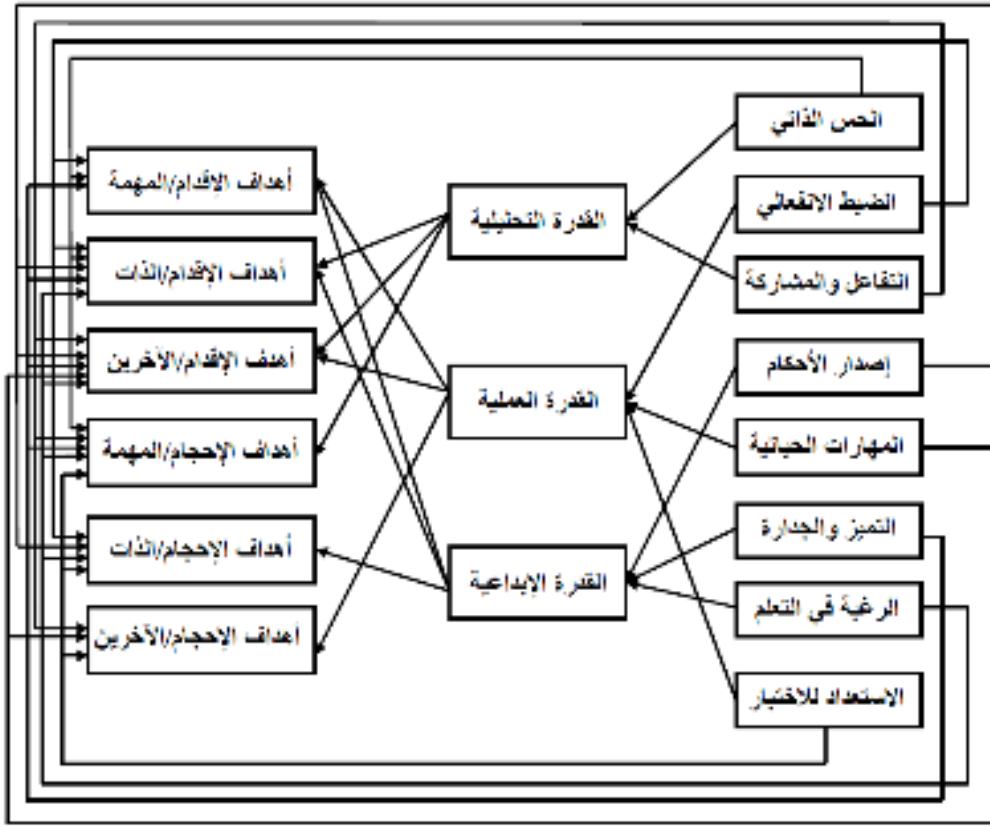 الحس الذاتي
الضبط الانفعالي
التفاعل والمشاركة
إصدار الأحكام
المهارات الحياتية
التميز والجدارة
الرغبة في التعلم
الاستعداد للاختبار
القدرة التحليلية
القدرة العملية
القدرة الإبداعية
أهداف الإقدام/المهمة
أهداف الإقدام/الذات
أهدف الإقدام/الآخرين
أهداف الإحجام/المهمة
أهداف الإحجام/الذات
أهداف الإحجام/الآخرين